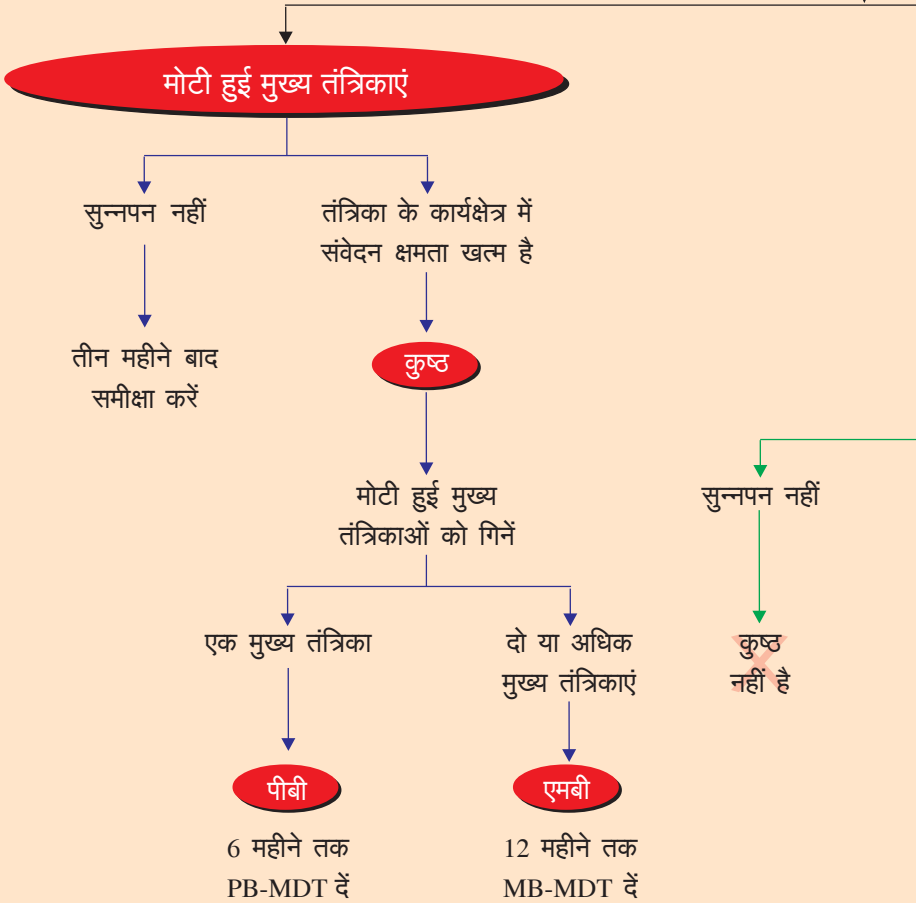 मोटी हुई मुख्य तंत्रिकाएं
सुन्नपन नहीं
तंत्रिका के कार्यक्षेत्र में
संवेदन क्षमता खत्म है
तीन महीने बाद
समीक्षा करें
कुष्ठ
मोटी हुई मुख्य
तंत्रिकाओं को गिनें
सुन्नपन नहीं
एक मुख्य तंत्रिका
दो या अधिक
मुख्य तंत्रिकाएं
कुष्ठ
नहीं है
पीबी
एमबी
6 महीने तक
PB-MDT दें
12 महीने तक
MB-MDT दें